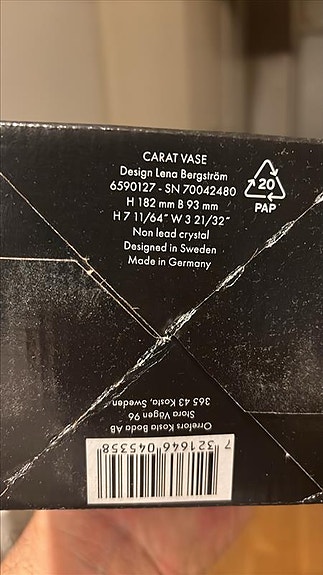 CARAT VASE
Design Lena Bergström
6590127 - SN 70042480
H 182 mm B 93 mm
H 7 11/64″ W 3 21/32″
Non lead crystal
Designed in Sweden
Made in Germany
20
PAP
Orrefors Kosta Boda AB
Stora Vägen 96
365 43 Kosta, Sweden
7 321646 045358